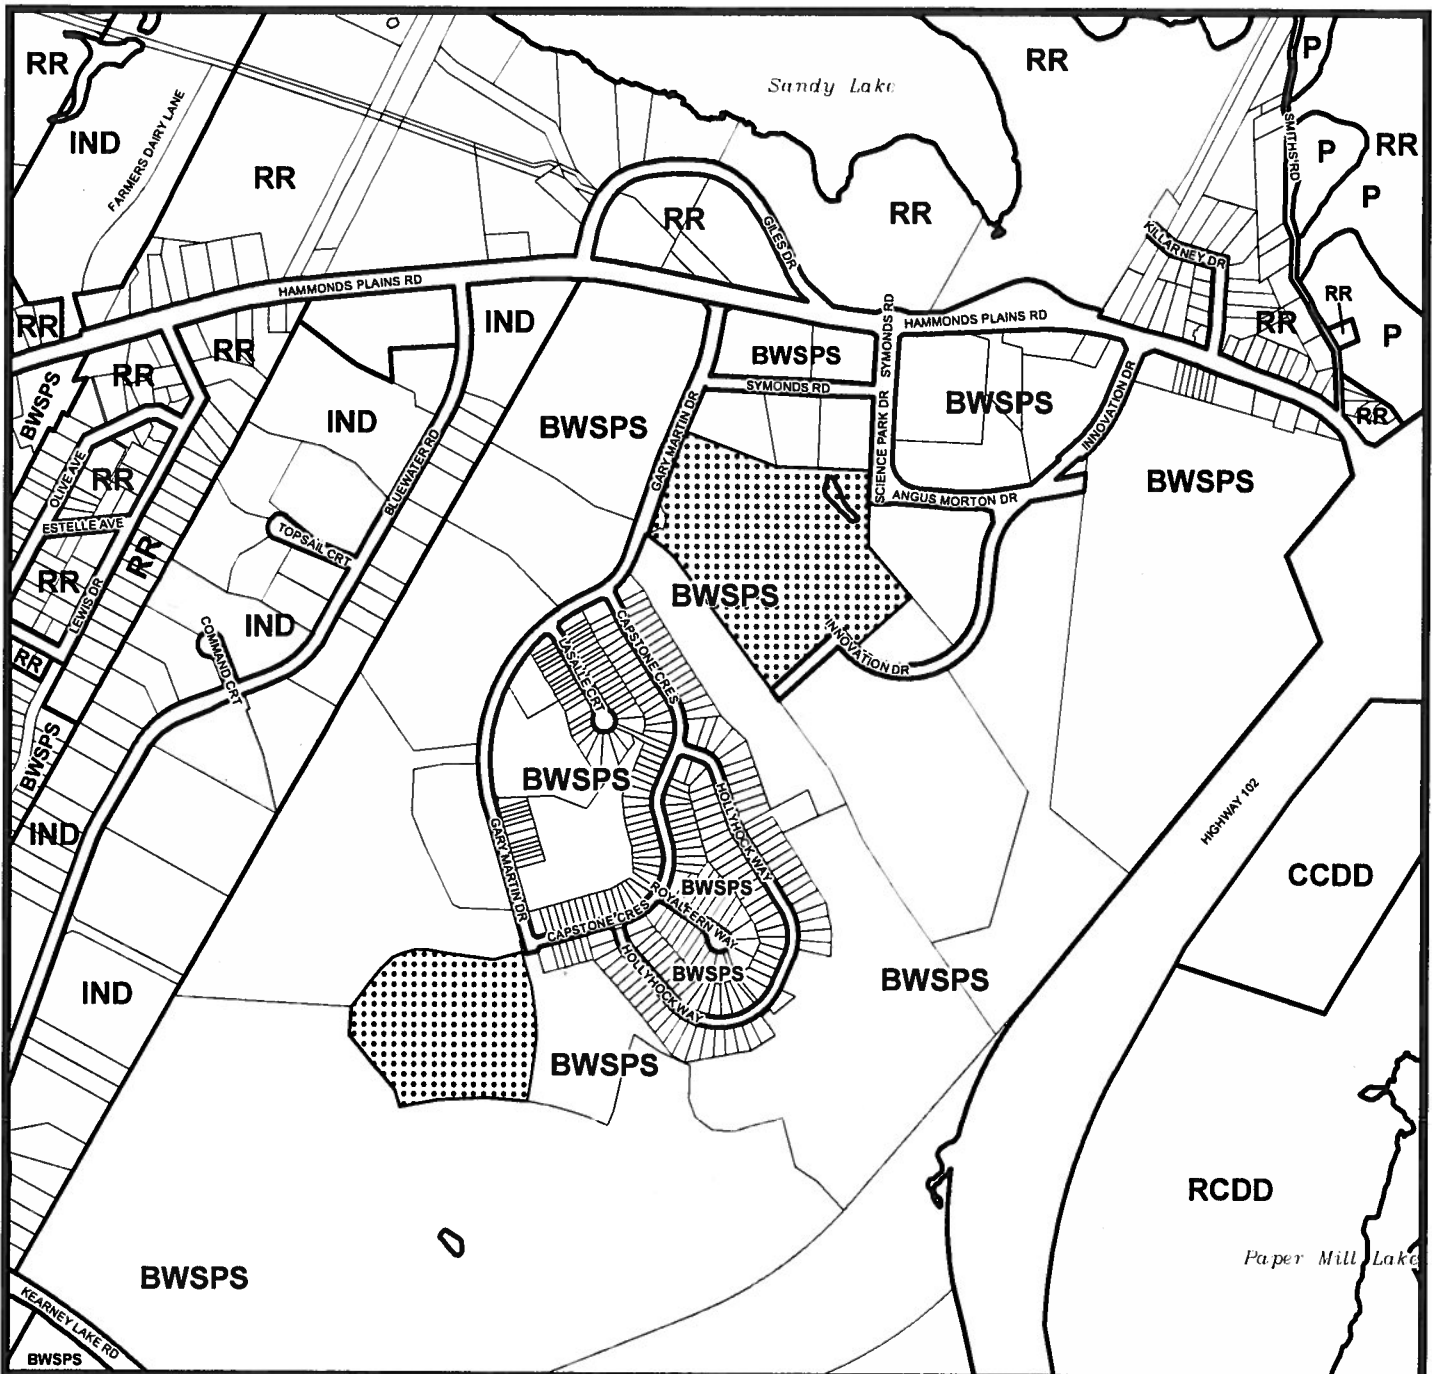 RR
Sandy Lake
RR
P
IND
FARMERS DAIRY LANE
RR
SMITHS RD
P
RR
P
RR
RR
GILES DR
KILLARNEY DR
HAMMONDS PLAINS RD
RR
RR
IND
SYMONDS RD
HAMMONDS PLAINS RD
RR
P
RR
RR
BWSPS
BWSPS
SYMONDS RD
INNOVATION DR
IND
BWSPS
GARY MARTIN DR
SCIENCE PARK DR
BWSPS
RR
OLIVE AVE
RR
BLUEWATER RD
ANGUS MORTON DR
BWSPS
ESTELLE AVE
TOPSAIL CRT
RR
RR
LEWIS DR
BWSPS
IND
COMMAND CRT
CAPSTONE CRES
LASALLE CRT
INNOVATION DR
RR
BWSPS
BWSPS
HOLLYHOCK WAY
HIGHWAY 102
IND
GARY MARTIN DR
CCDD
BWSPS
ROYALFERN WAY
CAPSTONE CRES
BWSPS
HOLLYHOCK WAY
BWSPS
IND
BWSPS
RCDD
Paper Mill Lake
BWSPS
KEARNEY LAKE RD
BWSPS